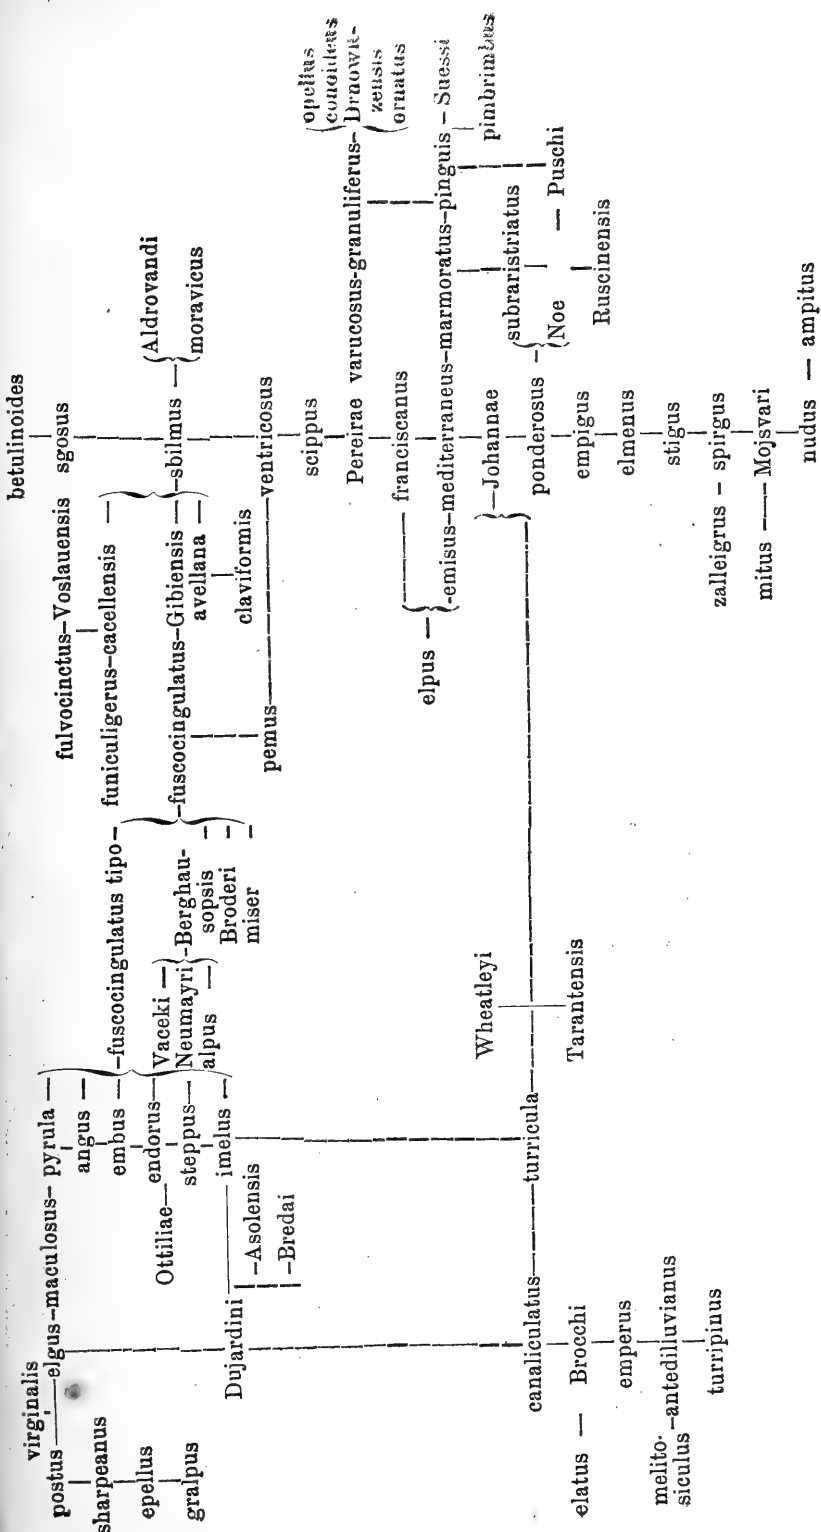 betulinoides
sgosus
Aldrovandi
moravicus
sbilmus
ventricosus
scippus
Pereirae varucosus-granuliferus-
opelius
conoideus
zensis
ornatus
franciscanus
elpus
-emisus-mediterraneus-marmoratus-pinguis-Suessi
pimbrimbus
Puschi
Ruscinensis
Johannae
ponderosus
subraristriatus
Noe
empigus
elmenus
stigus
zalleigrus - spirgus
mitus — Mojsvari
nudus — ampitus
fulvocinctus-Voslauensis
funiculigerus-cacellensis
-fuscocingulatus-Gibiensis
avellana
claviformis
pemus
-fuscocingulatus tipo-
Vaceki
Neumayri
alpus
-Berghau-
sopsis
Broderi
miser
Wheatleyi
Tarantensis
virginalis
postus—elgus-maculosus-pyrula
sharpeanus
epellus
gralpus
angus
embus
endorus
steppus
imelus
Ottiliae
-Asolensis
-Bredai
Dujardini
canaliculatus—turricula
elatus — Brocchi
emperus
melito-
siculus
-antedilluvianus
turripinus